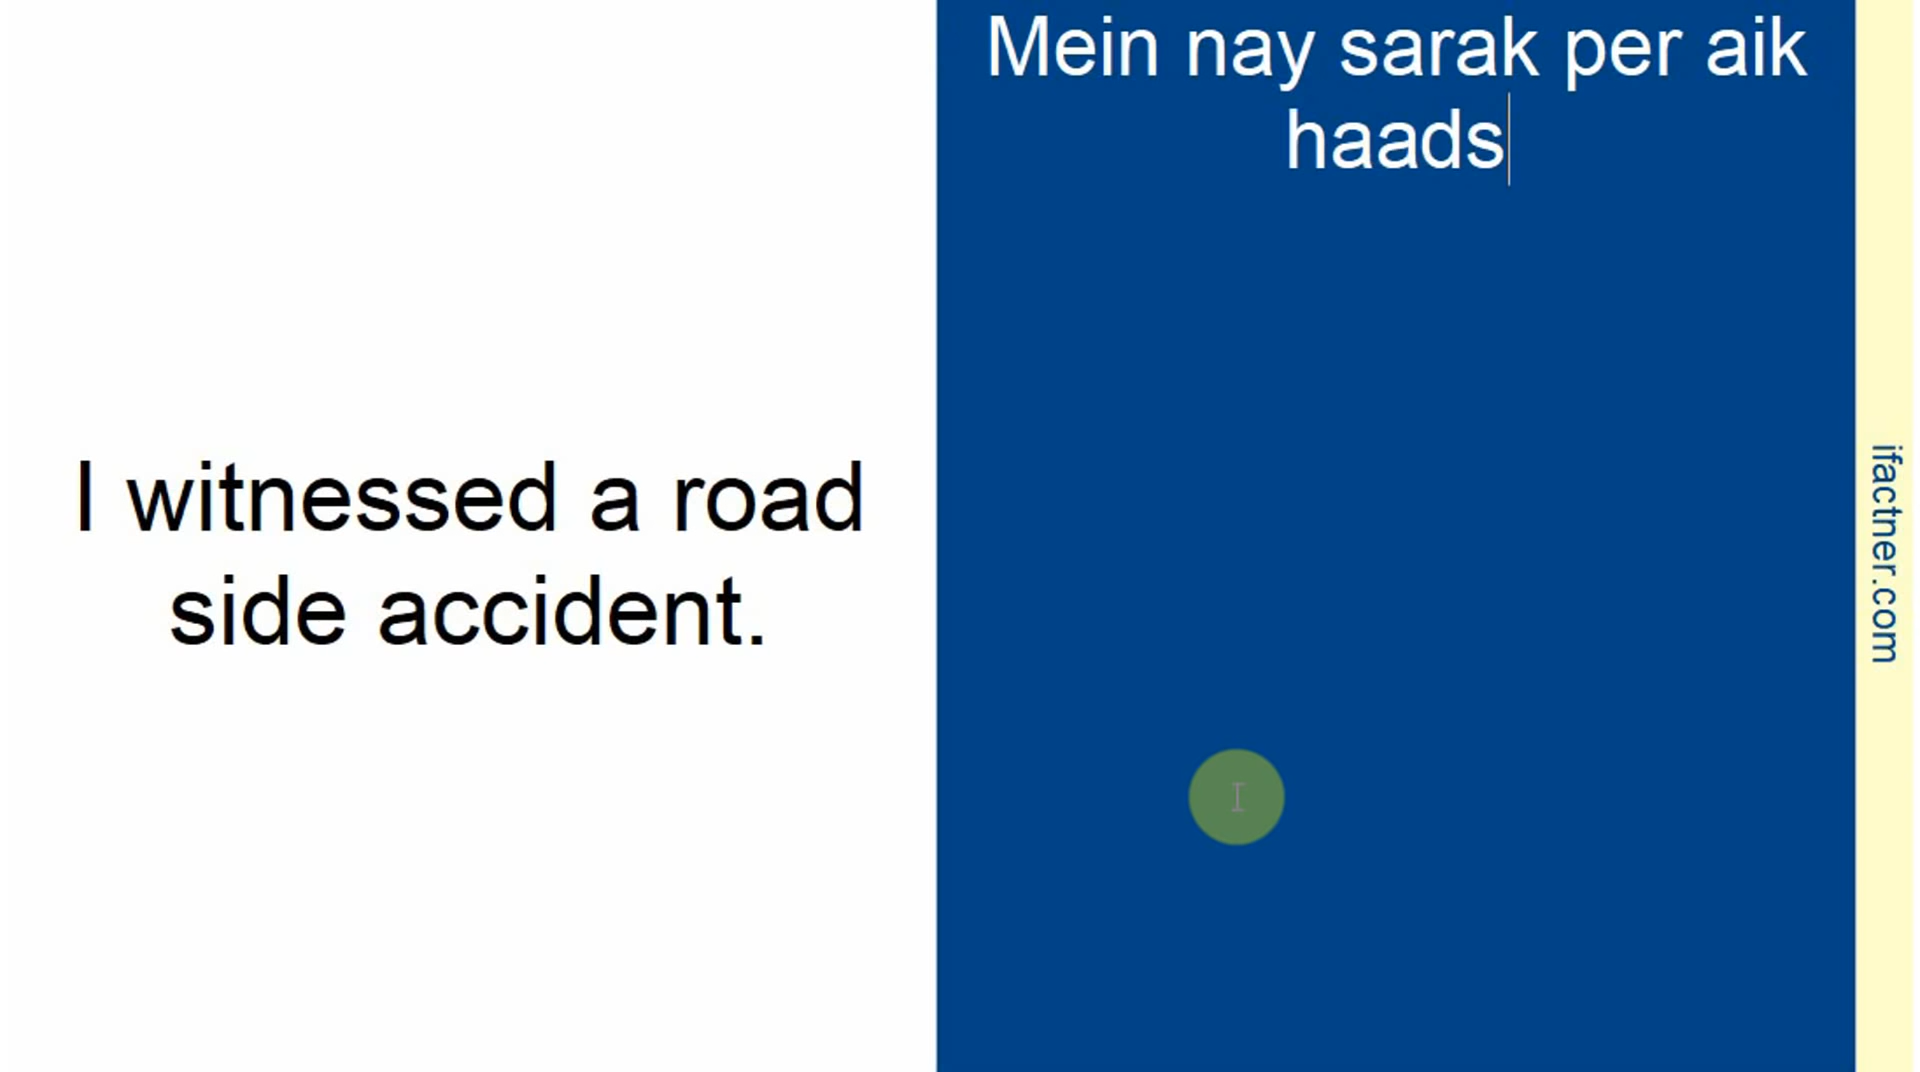 I witnessed a road
side accident.
Mein nay sarak per aik
haads
ifactner.com